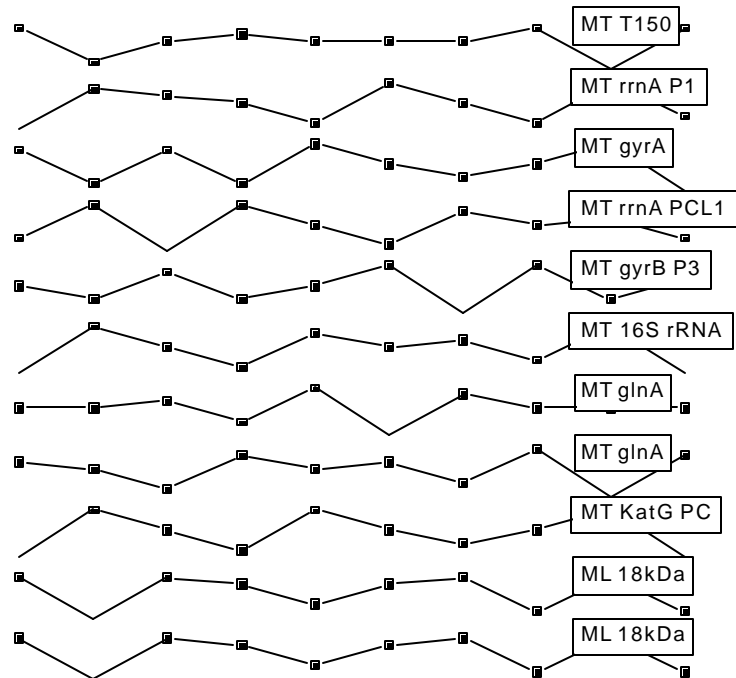 MT T150
MT rrnA P1
MT gyrA
MT rrnA PCL1
MT gyrB P3
MT 16S rRNA
MT glnA
MT glnA
MT KatG PC
ML 18kDa
ML 18kDa